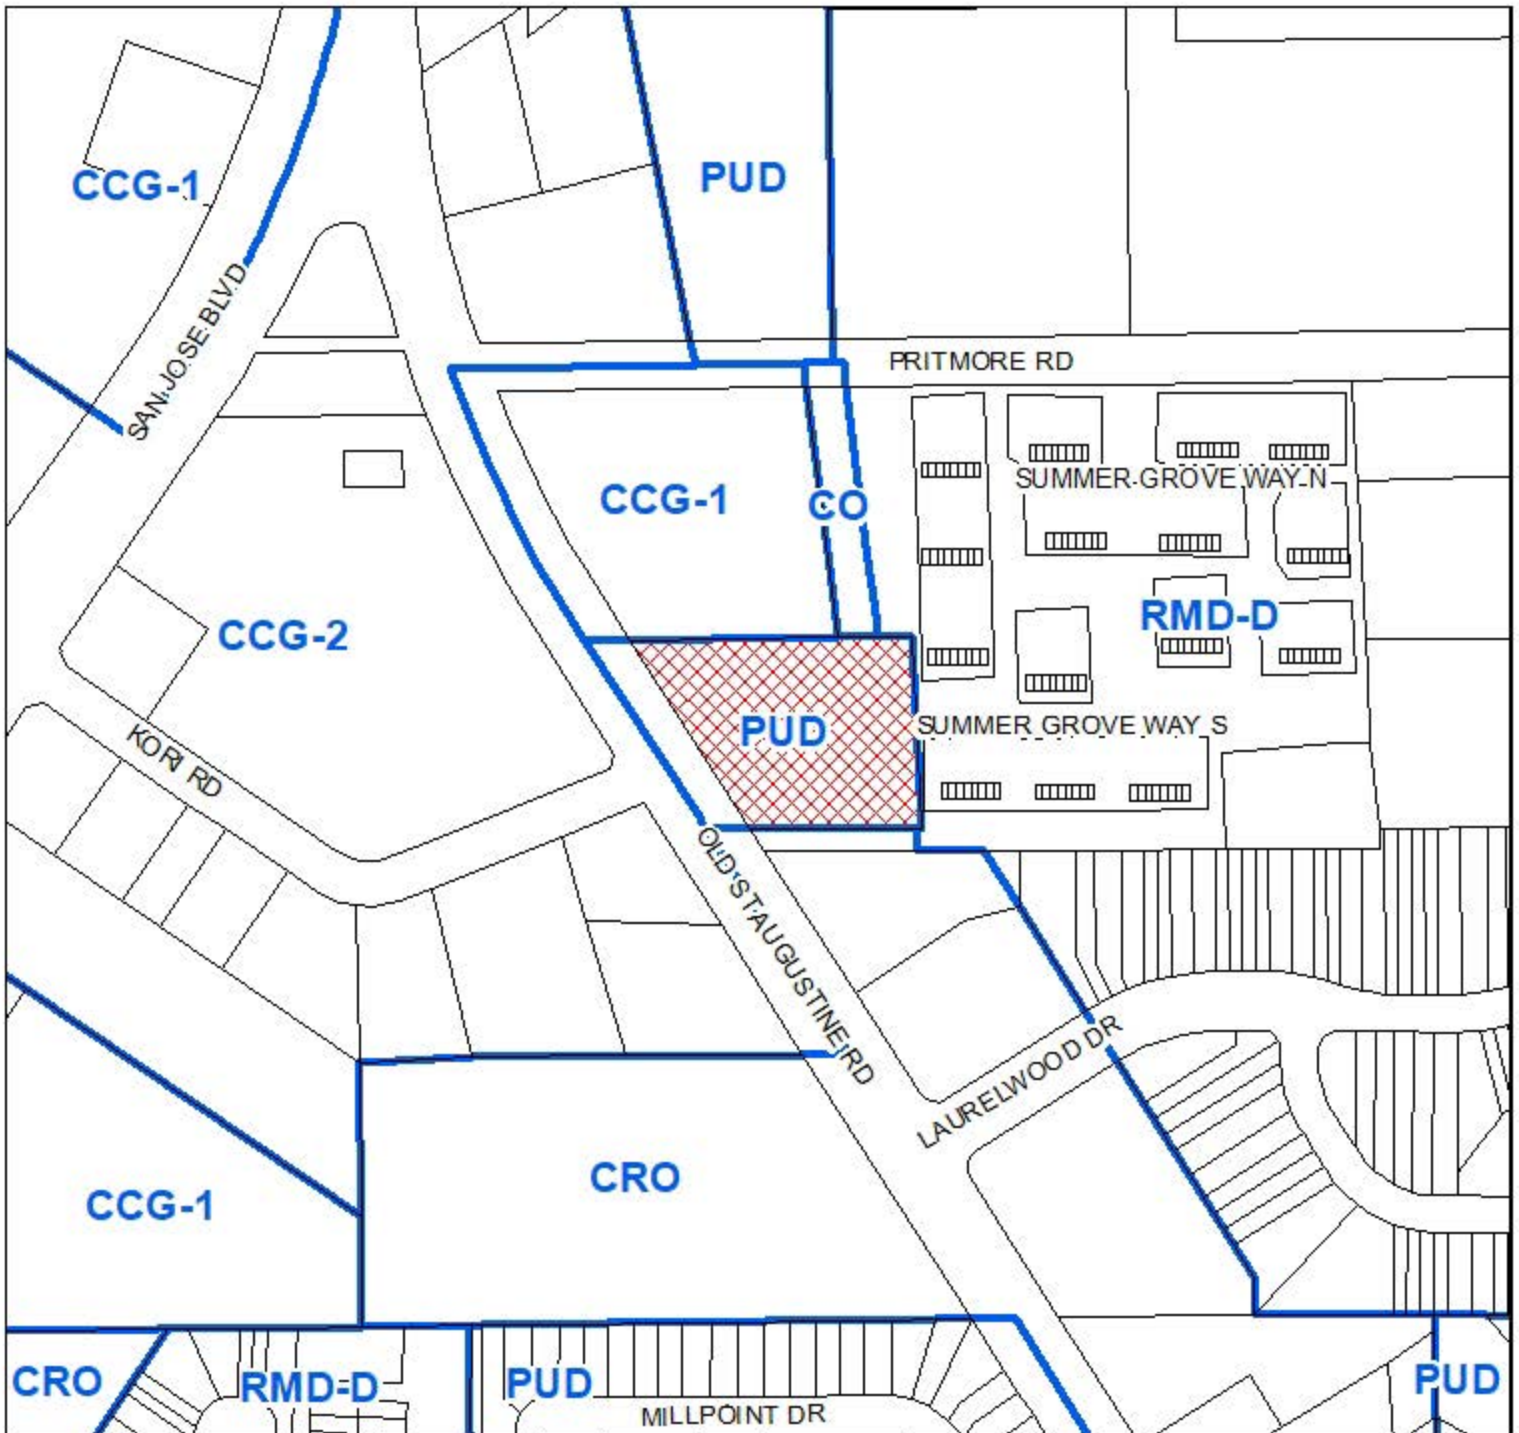 PUD
CCG-1
SAN JOSE BLVD
PRITMORE RD
CCG-1
CO
SUMMER GROVE WAY N
RMD-D
CCG-2
PUD
SUMMER GROVE WAY S
KORI RD
OLD ST AUGUSTINE RD
LAURELWOOD DR
CRO
CCG-1
CRO
RMD-D
PUD
PUD
MILLPOINT DR